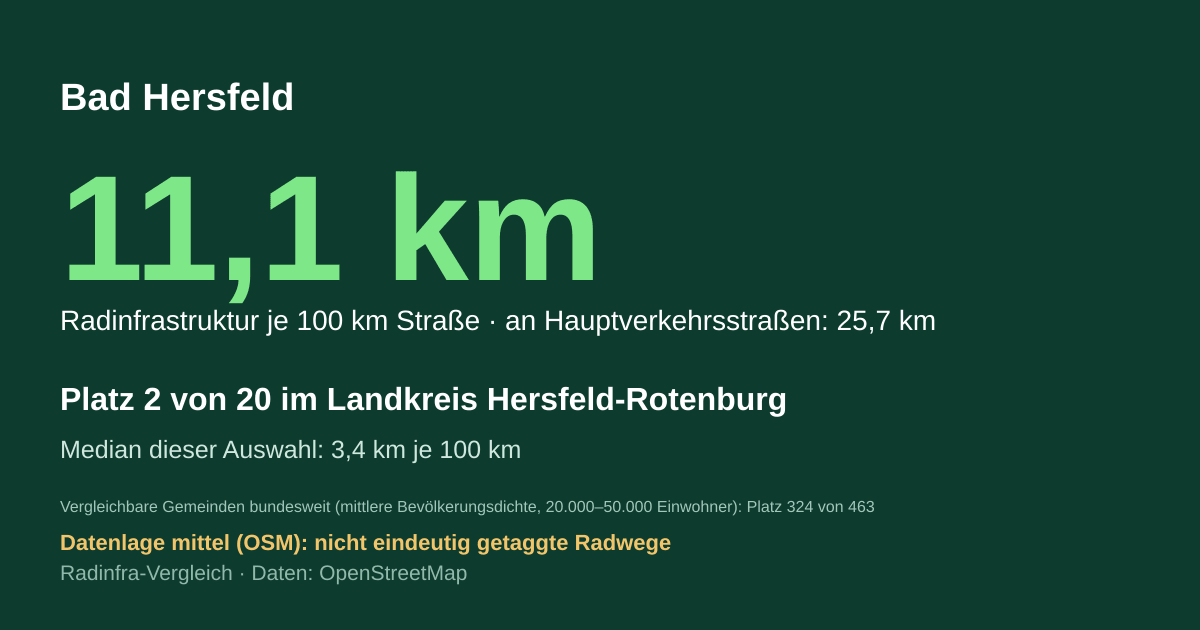 Bad Hersfeld
11,1 km
Radinfrastruktur je 100 km Straße · an Hauptverkehrsstraßen: 25,7 km
Platz 2 von 20 im Landkreis Hersfeld-Rotenburg
Median dieser Auswahl: 3,4 km je 100 km
Vergleichbare Gemeinden bundesweit (mittlere Bevölkerungsdichte, 20.000–50.000 Einwohner): Platz 324 von 463
Datenlage mittel (OSM): nicht eindeutig getaggte Radwege
Radinfra-Vergleich · Daten: OpenStreetMap